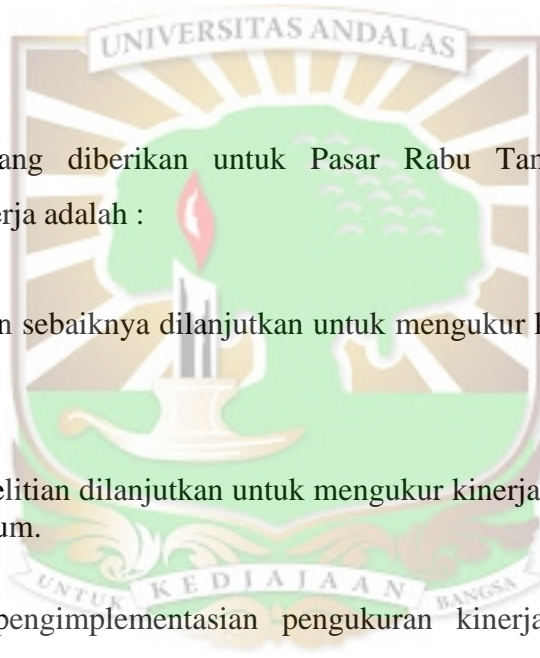 UNIVERSITAS ANDALAS
ang diberikan untuk Pasar Rabu Tan
erja adalah :
n sebaiknya dilanjutkan untuk mengukur k
elitian dilanjutkan untuk mengukur kinerja
um.
UNTUK KEDJAJAAN BANGSA
pengimplementasian pengukuran kinerja